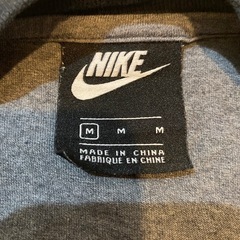 NIKE
M M M
MADE IN CHINA
FABRIQUE EN CHINE